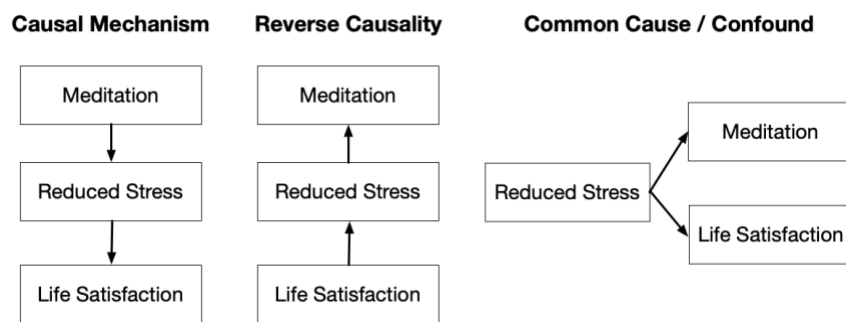 Causal Mechanism
Meditation
Reduced Stress
Life Satisfaction
Reverse Causality
Meditation
Reduced Stress
Life Satisfaction
Common Cause / Confound
Reduced Stress
Meditation
Life Satisfaction